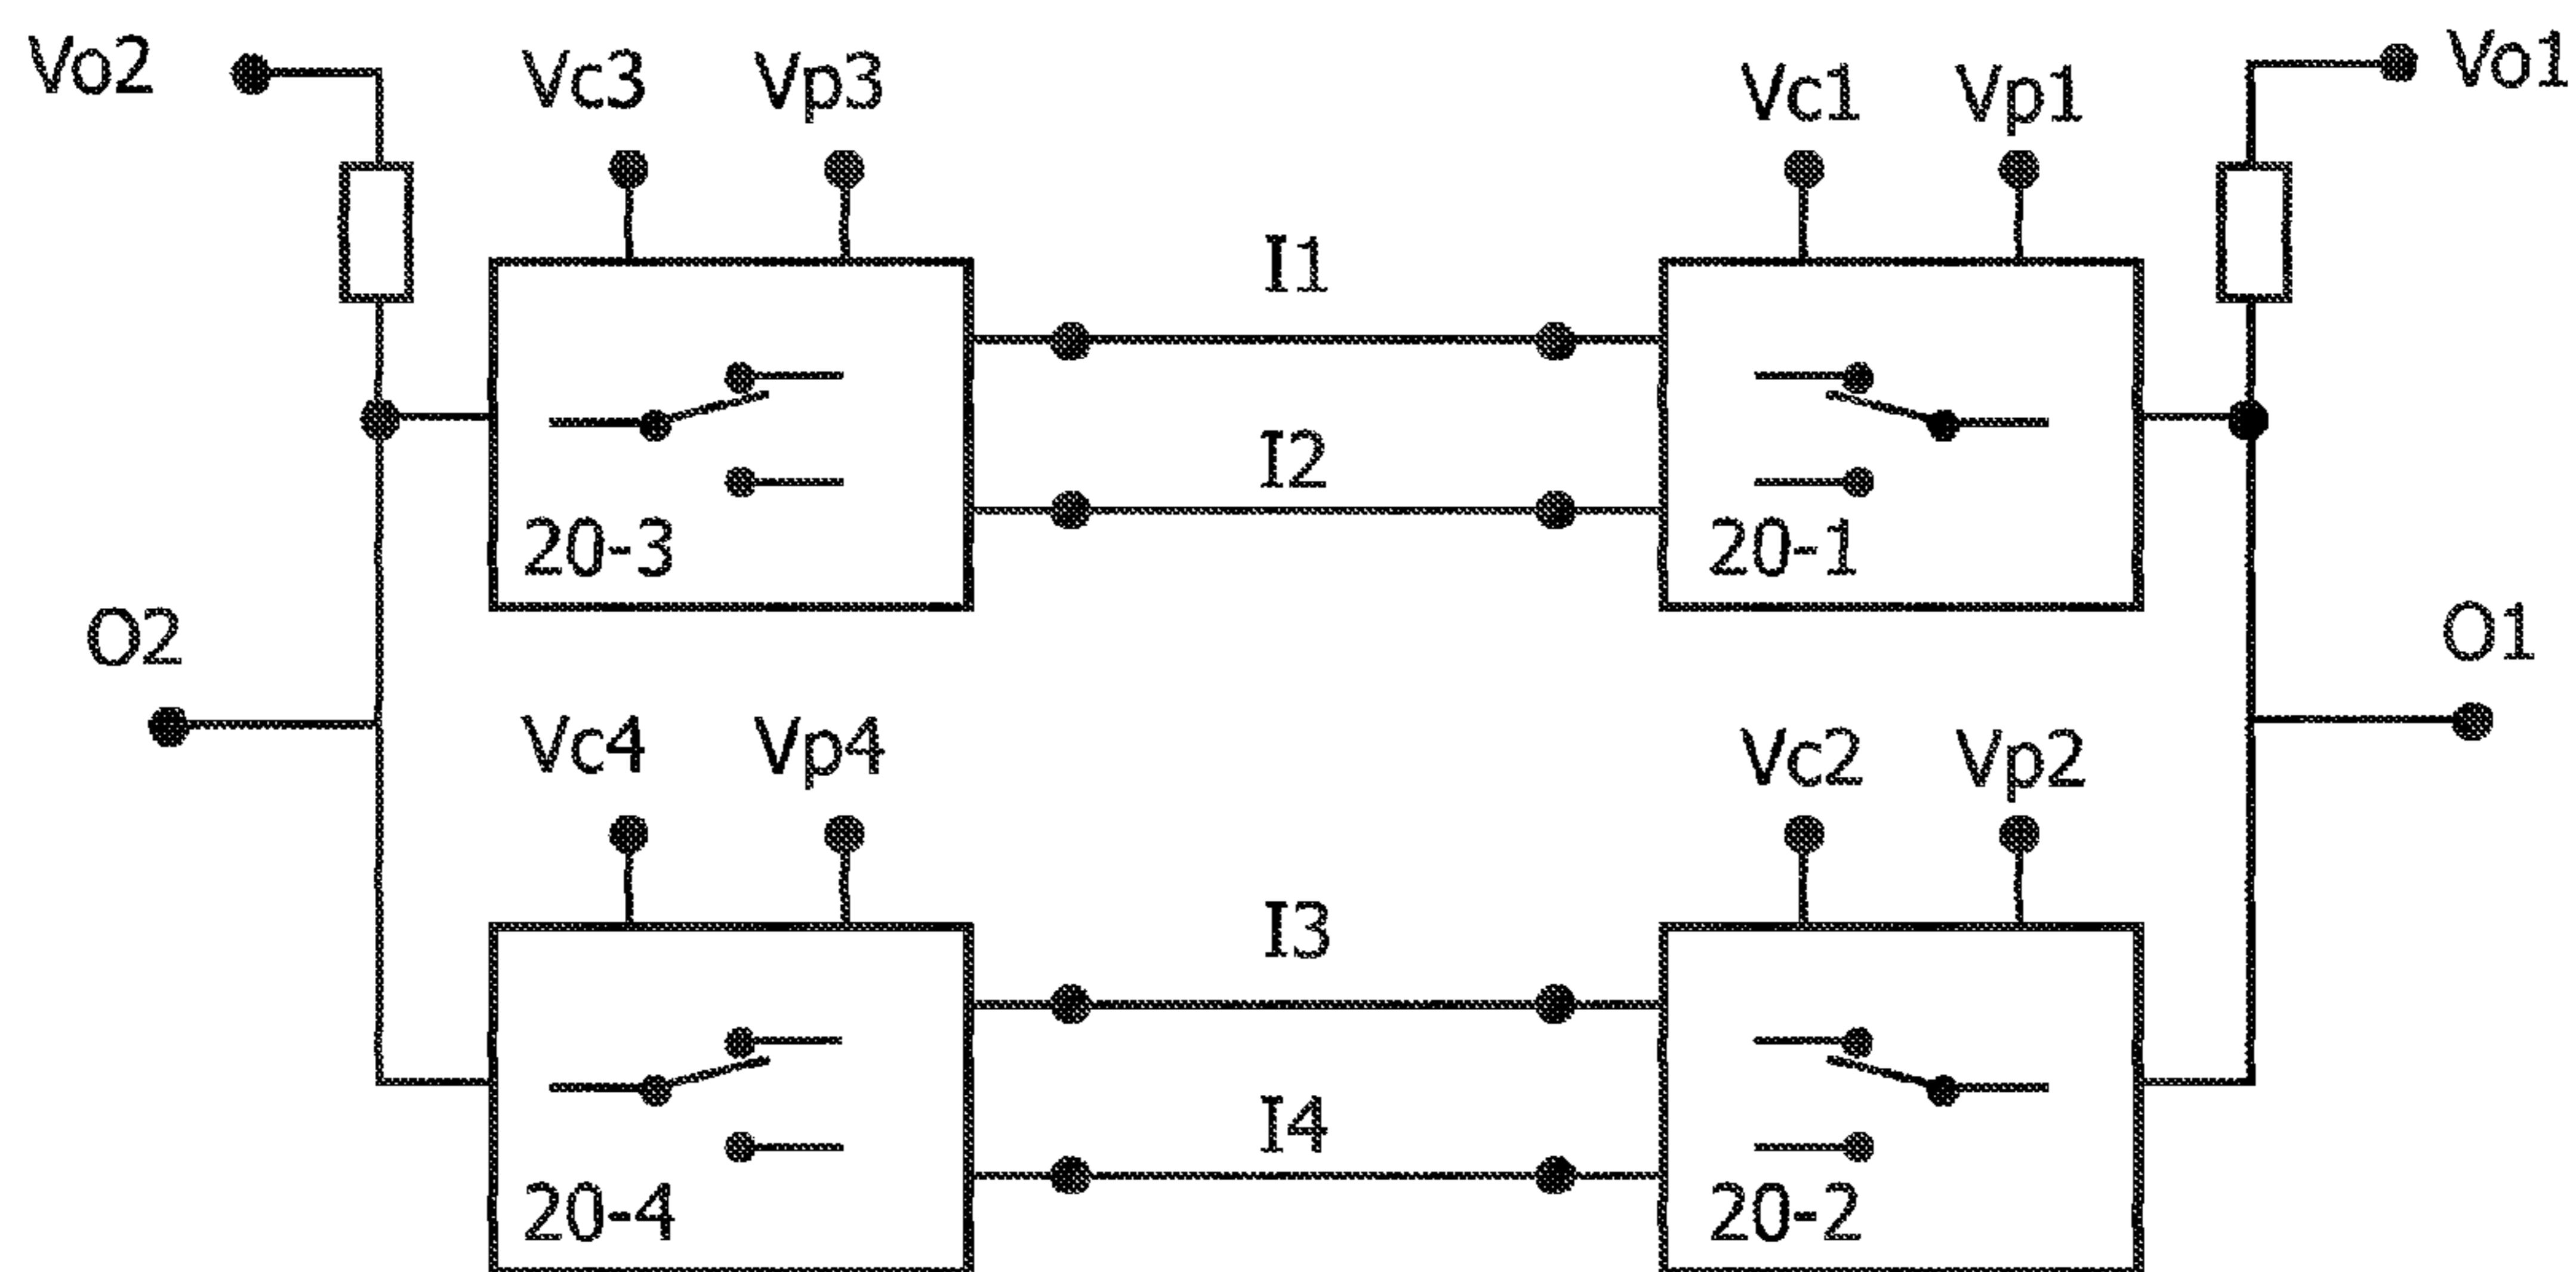 Vo2 Vc3 Vp3 Vc1 Vp1 Vo1
I1
I2
20-3 20-1
O2 O1
Vc4 Vp4 Vc2 Vp2
I3
I4
20-4 20-2